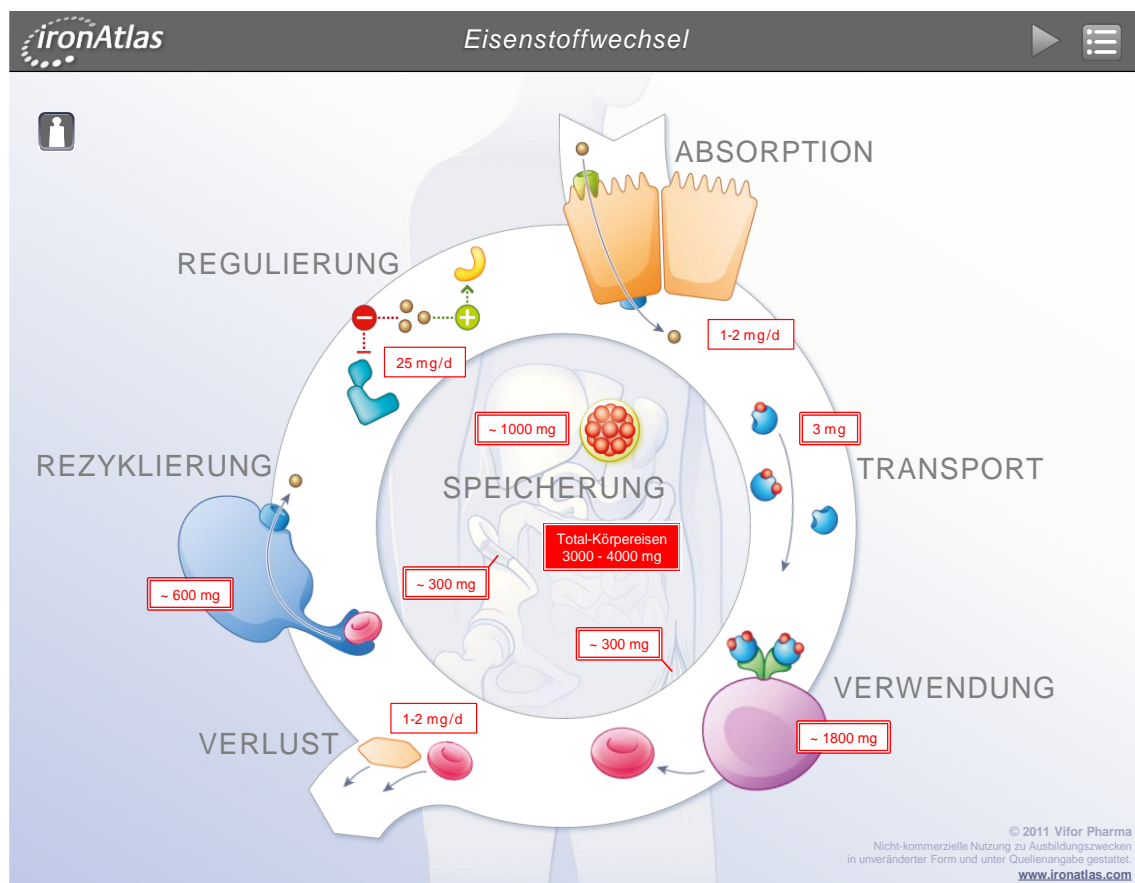 ironAtlas
Eisenstoffwechsel
ABSORPTION
REGULIERUNG
1-2 mg/d
25 mg/d
~ 1000 mg
3 mg
REZYKLIERUNG
TRANSPORT
SPEICHERUNG
Total-Körpereisen
3000 - 4000 mg
~ 300 mg
~ 600 mg
~ 300 mg
VERWENDUNG
1-2 mg/d
~ 1800 mg
VERLUST
© 2011 Vifor Pharma
Nicht-kommerzielle Nutzung zu Ausbildungszwecken
in unveränderter Form und unter Quellenangabe gestattet.
www.ironatlas.com